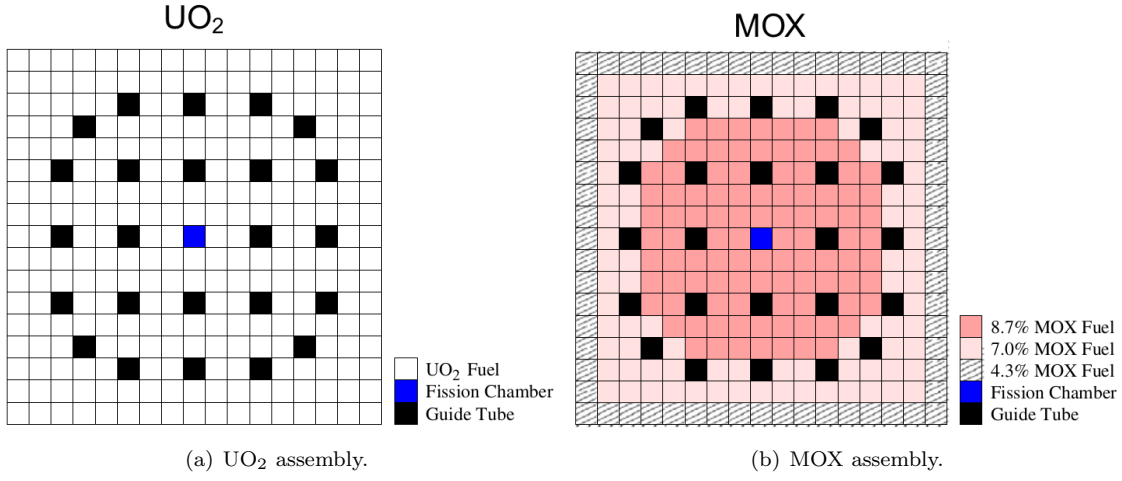 UO₂
MOX
UO₂ Fuel
Fission Chamber
Guide Tube
8.7% MOX Fuel
7.0% MOX Fuel
4.3% MOX Fuel
Fission Chamber
Guide Tube
(a) UO₂ assembly.
(b) MOX assembly.